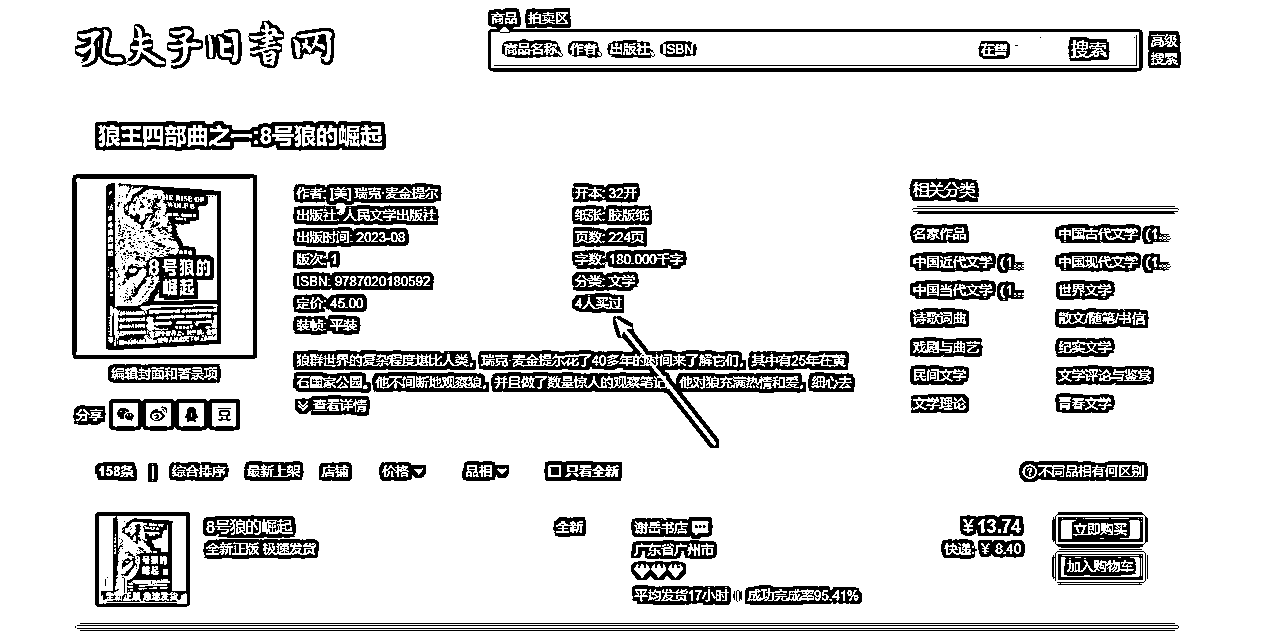 孔夫子旧書网
商品 拍卖区
商品名称、作者、出版社、ISBN 在售 搜索 高级搜索
狼王四部曲之一:8号狼的崛起
THE RISE OF WOLF 8
8号狼的
崛起
编辑封面和著录项
分享 豆
作者: [美] 瑞克·麦金提尔
出版社: 人民文学出版社
出版时间: 2023-08
版次: 1
ISBN: 9787020180592
定价: 45.00
装帧: 平装
开本: 32开
纸张: 胶版纸
页数: 224页
字数: 180.000千字
分类: 文学
4人买过
狼群世界的复杂程度堪比人类，瑞克·麦金提尔花了40多年的时间来了解它们，其中有25年在黄
石国家公园，他不间断地观察狼，并且做了数量惊人的观察笔记。他对狼充满热情和爱，细心去
查看详情
相关分类
名家作品 中国古代文学 (1...
中国近代文学 (1... 中国现代文学 (1...
中国当代文学 (1... 世界文学
诗歌词曲 散文/随笔/书信
戏剧与曲艺 纪实文学
民间文学 文学评论与鉴赏
文学理论 青春文学
158条 综合排序 最新上架 店铺 价格 品相 只看全新 不同品相有何区别
8号狼的崛起
全新正版 极速发货
全新
谢岳书店
广东省广州市
平均发货17小时 成功完成率95.41%
¥13.74
快递: ¥ 8.40
立即购买
加入购物车
全新正版 急速发货